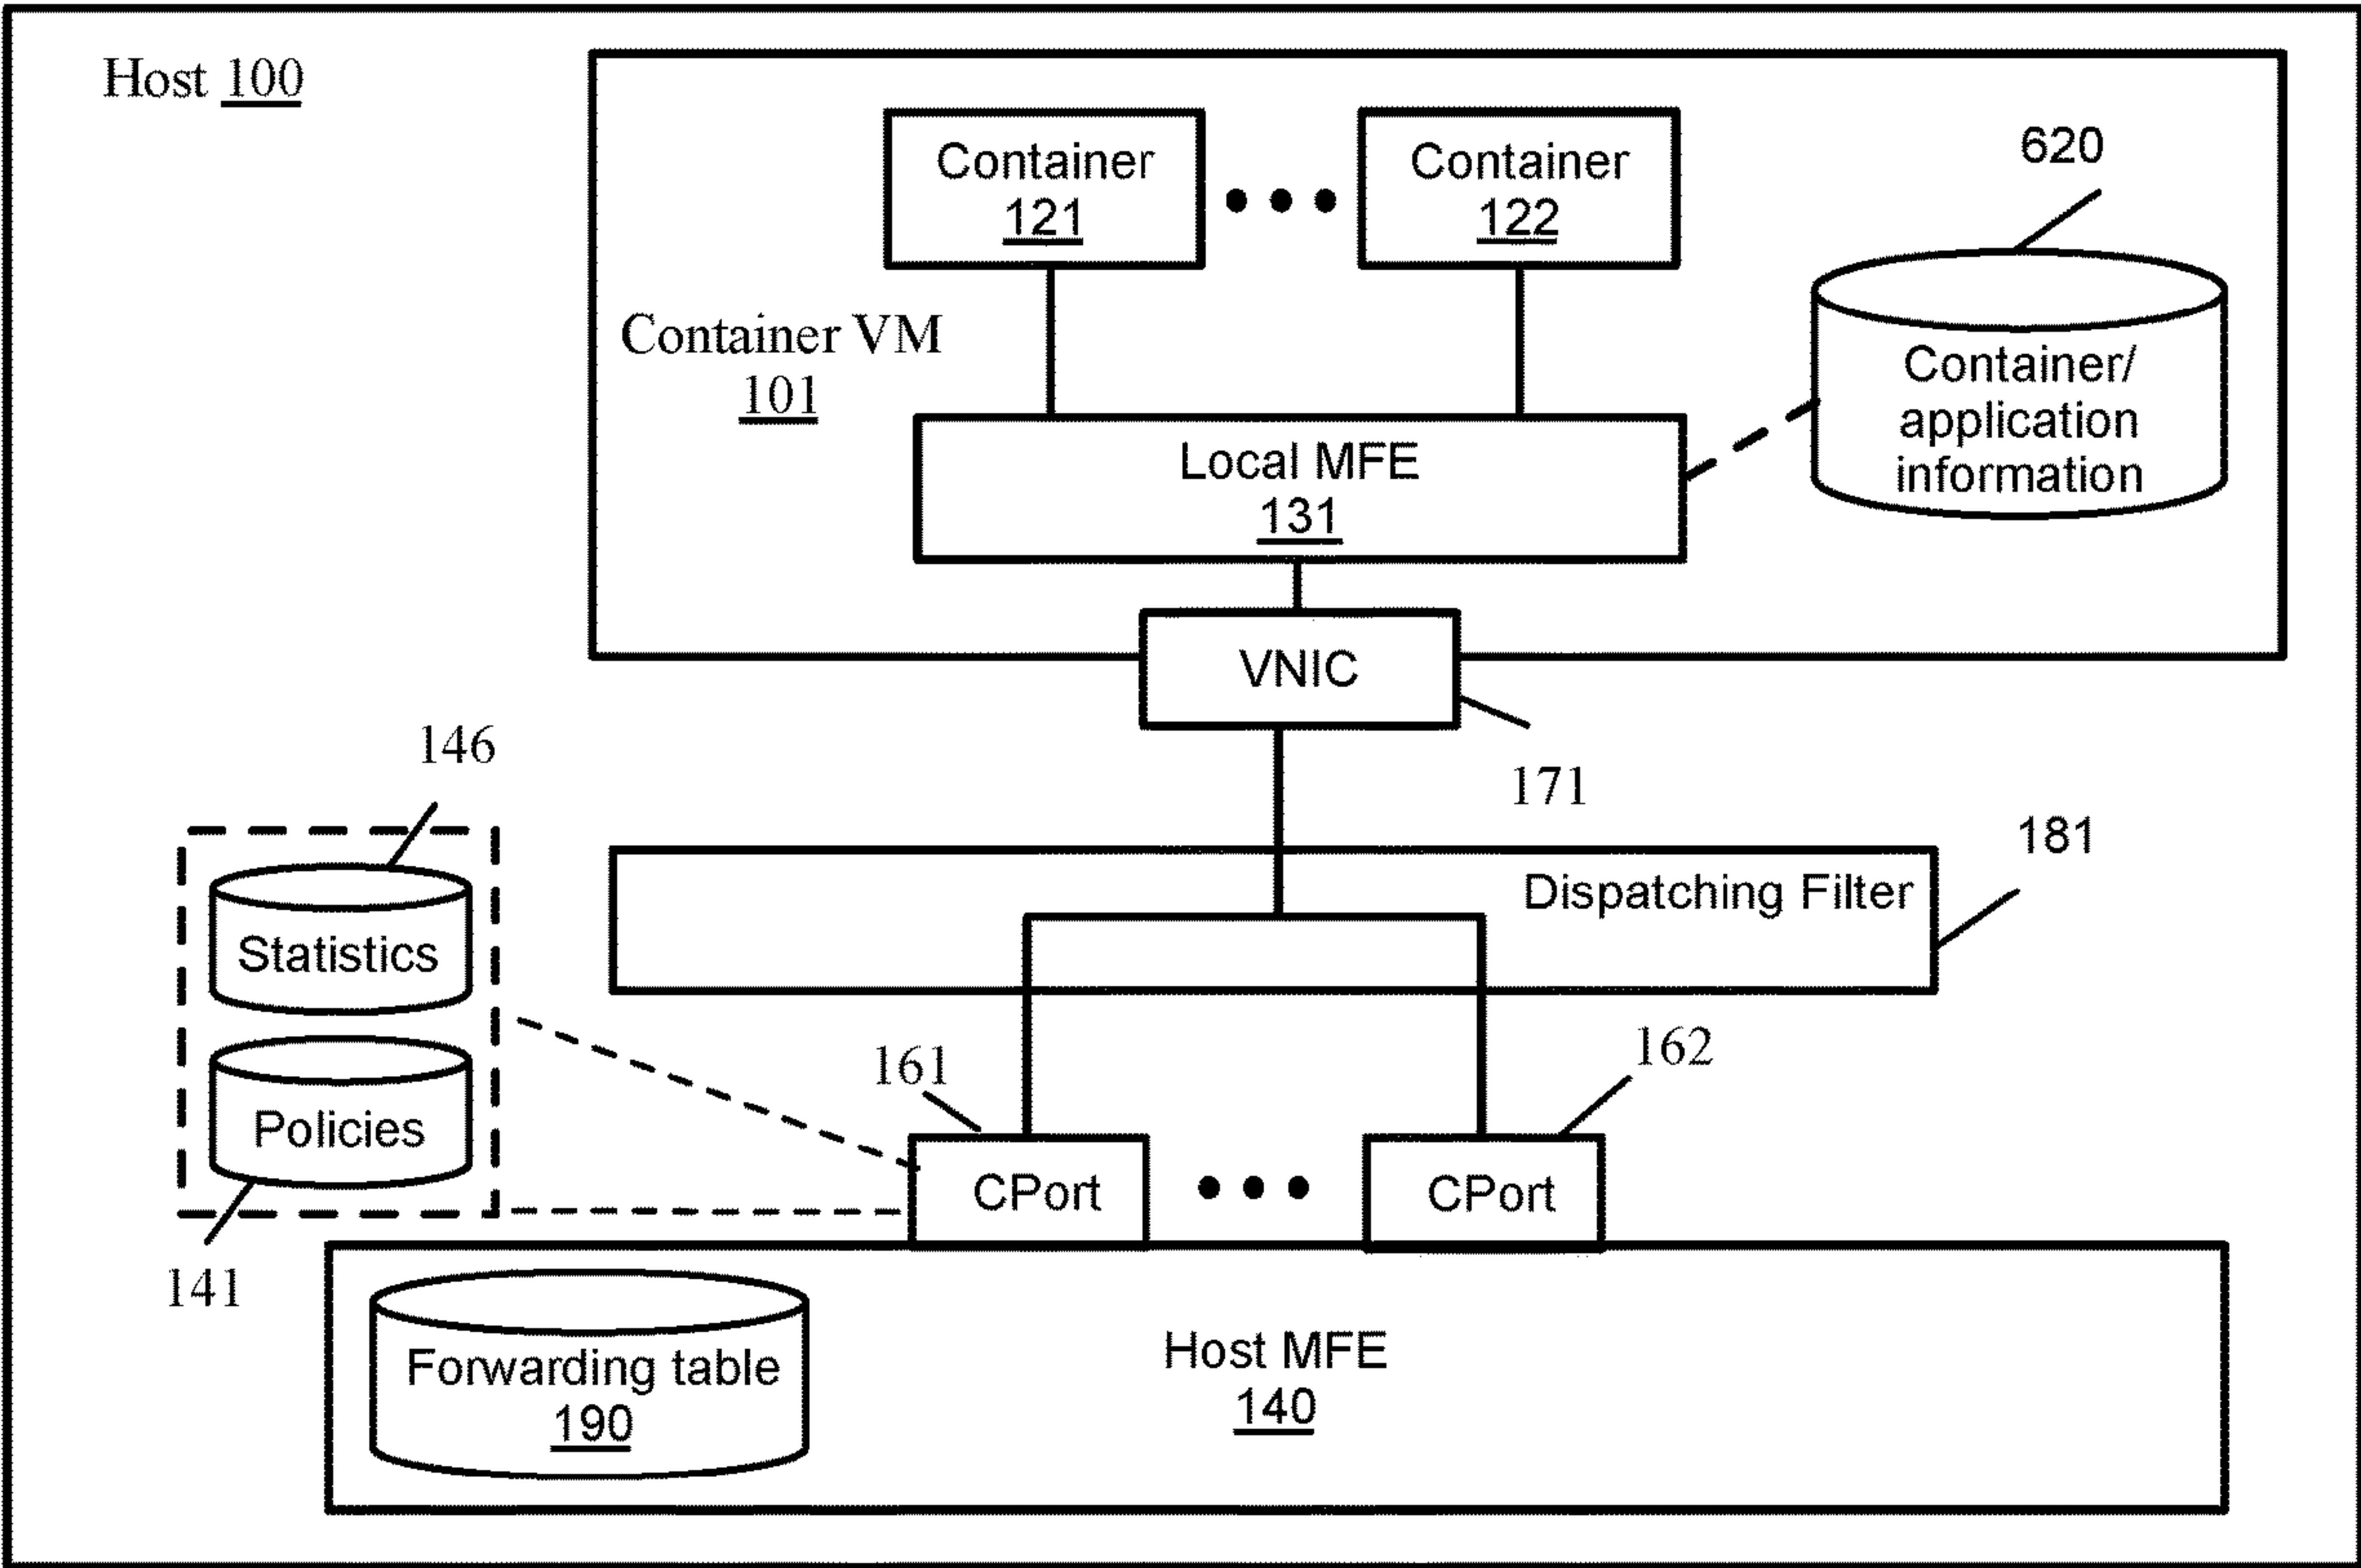 Host 100
Container
121
Container
122
620
Container VM
101
Container/
application
information
Local MFE
131
VNIC
171
146
181
Dispatching Filter
Statistics
Policies
141
161
162
CPort
CPort
Forwarding table
190
Host MFE
140